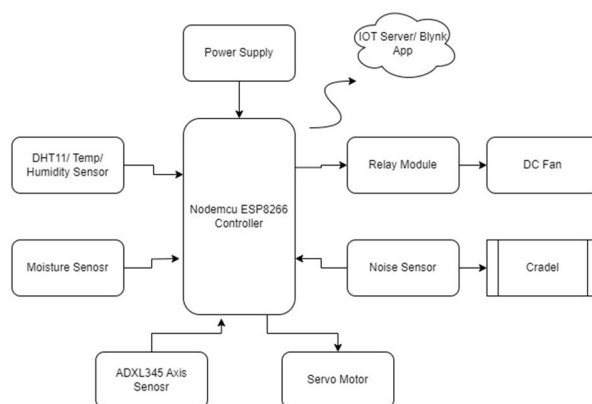 IOT Server/ Blynk
App
Power Supply
DHT11/ Temp/
Humidity Sensor
Nodemcu ESP8266
Controller
Relay Module
DC Fan
Moisture Senosr
Noise Sensor
Cradel
ADXL345 Axis
Senosr
Servo Motor